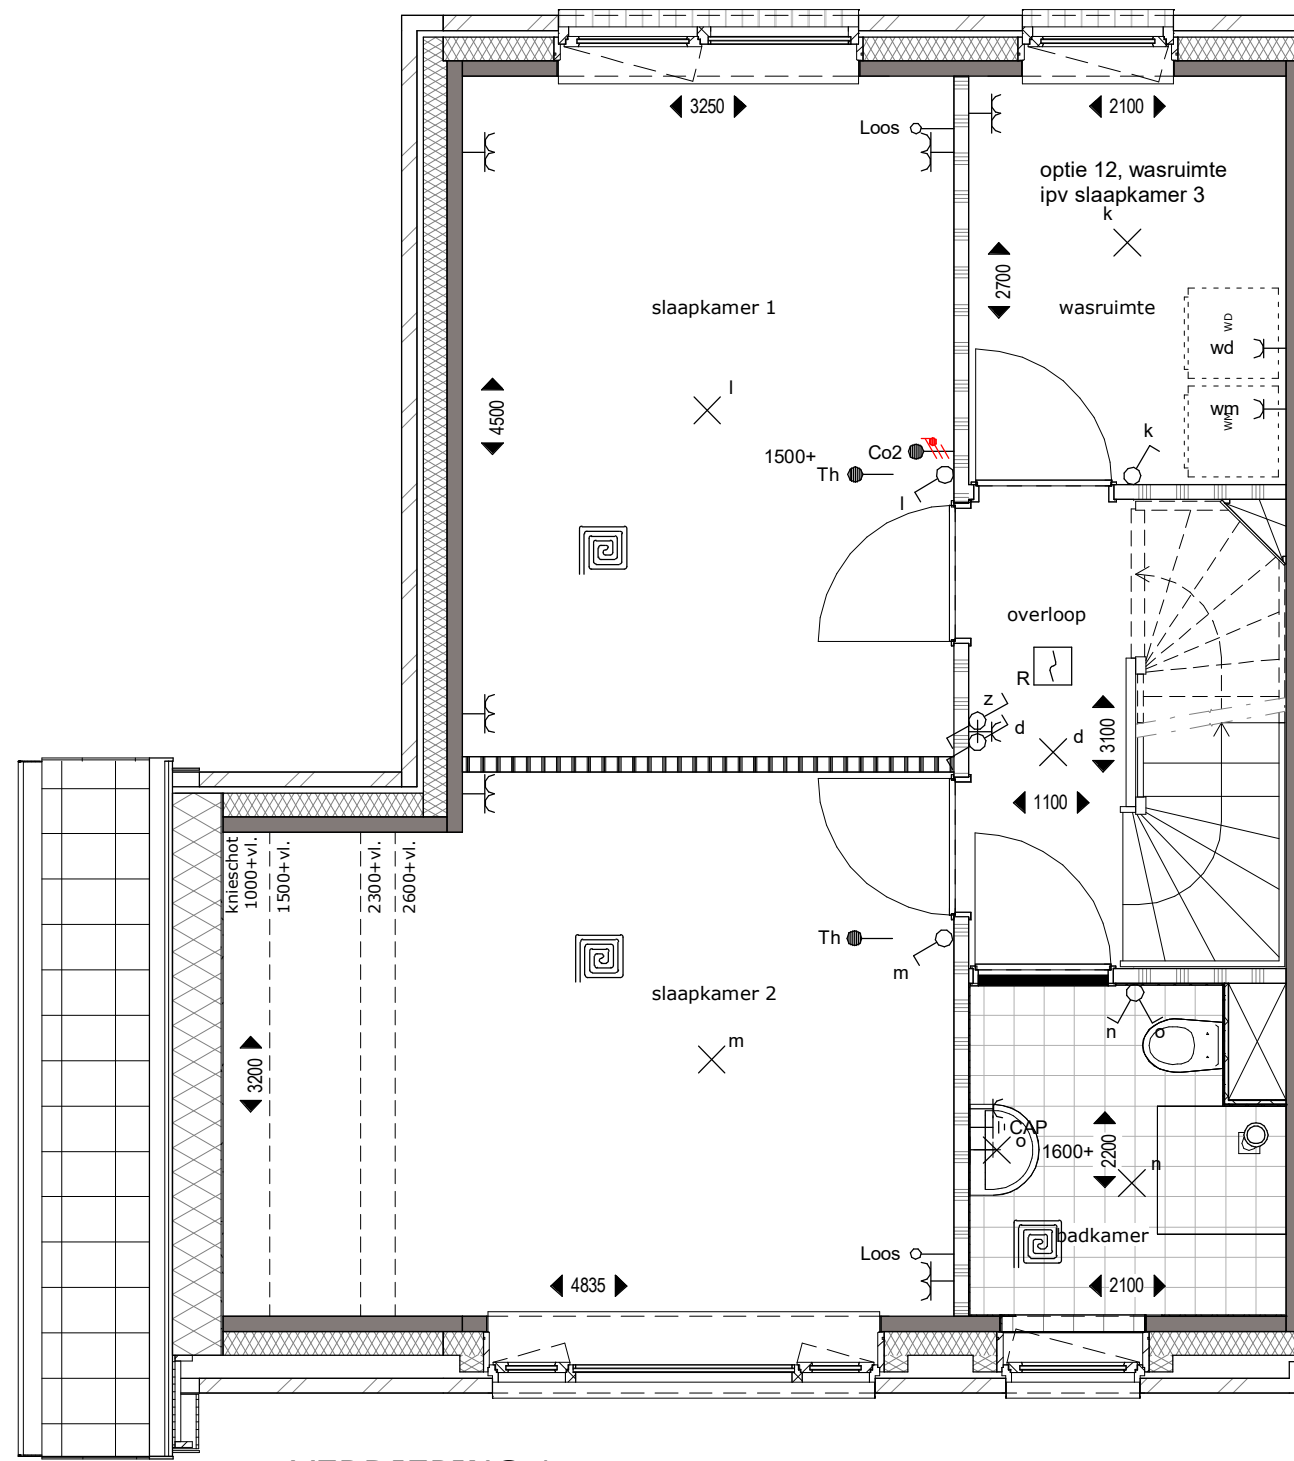 3250
2100
Loos
optie 12, wasruimte
ipv slaapkamer 3
k
2700
slaapkamer 1
wasruimte
WD
wd
l
4500
wm
WM
k
1500+
Co2
Th
l
overloop
R
z
d
d
3100
1100
knieschot
1000+vl.
1500+vl.
2300+vl.
2600+vl.
Th
m
slaapkamer 2
n
o
m
3200
CAP
o
1600+
2200
n
badkamer
Loos
4835
2100